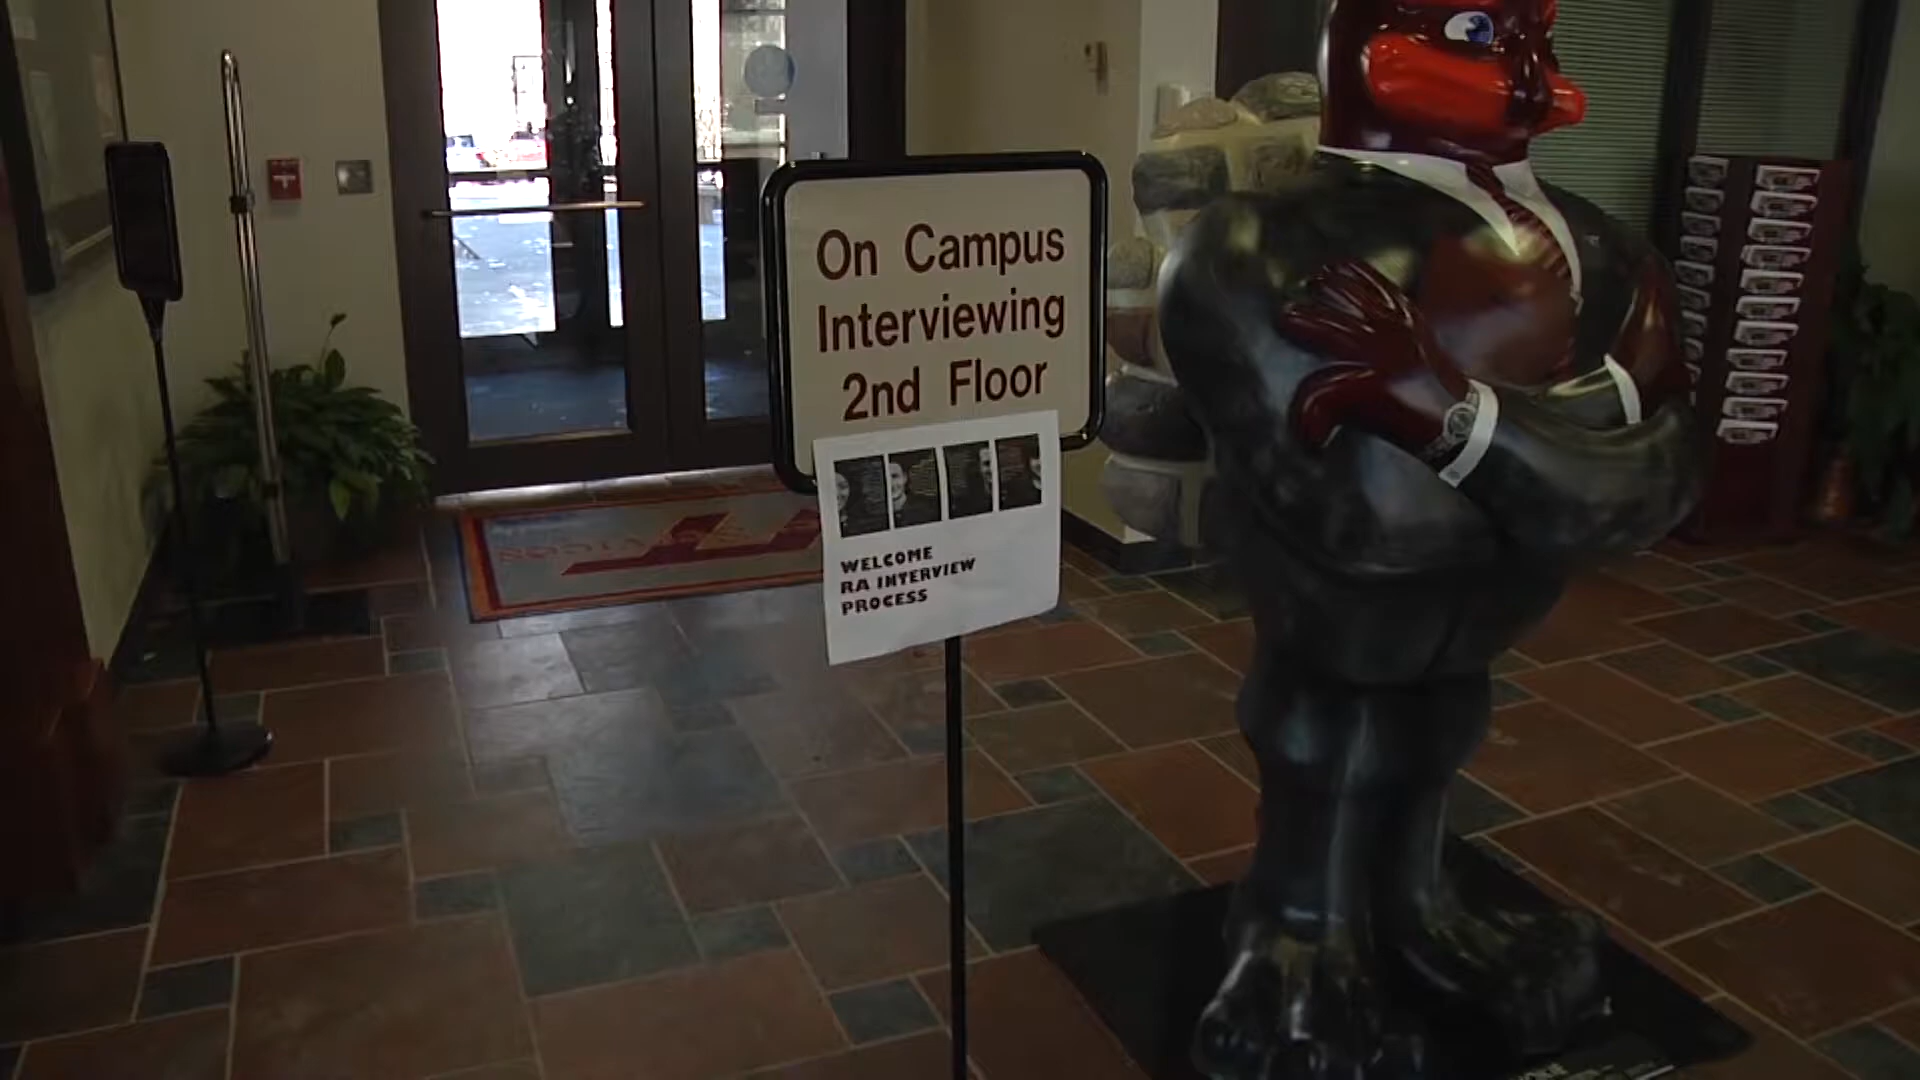 On Campus
Interviewing
2nd Floor
WELCOME
RA INTERVIEW
PROCESS